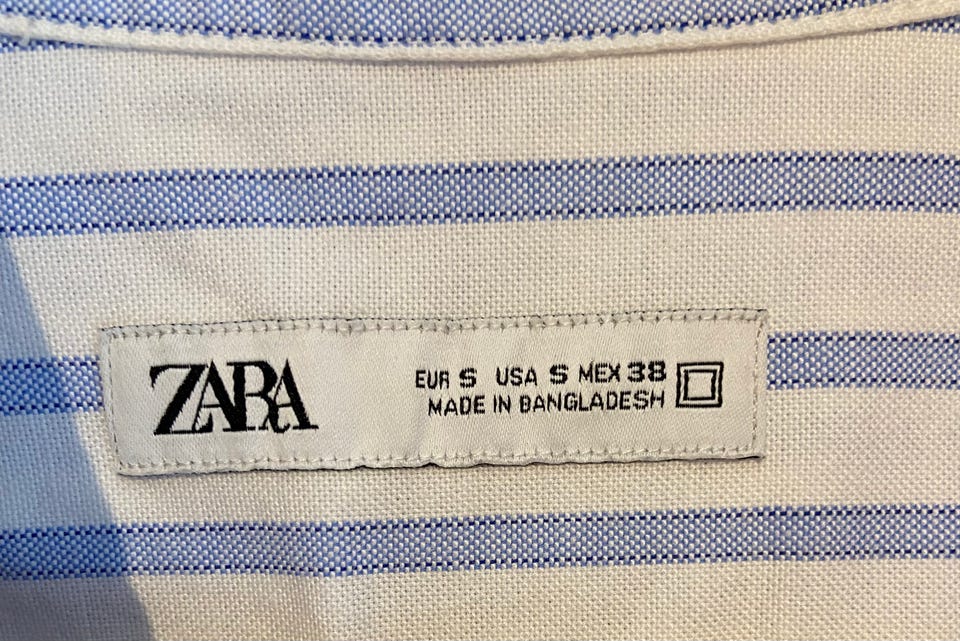 ZARA
EUR S USA S MEX 38
MADE IN BANGLADESH